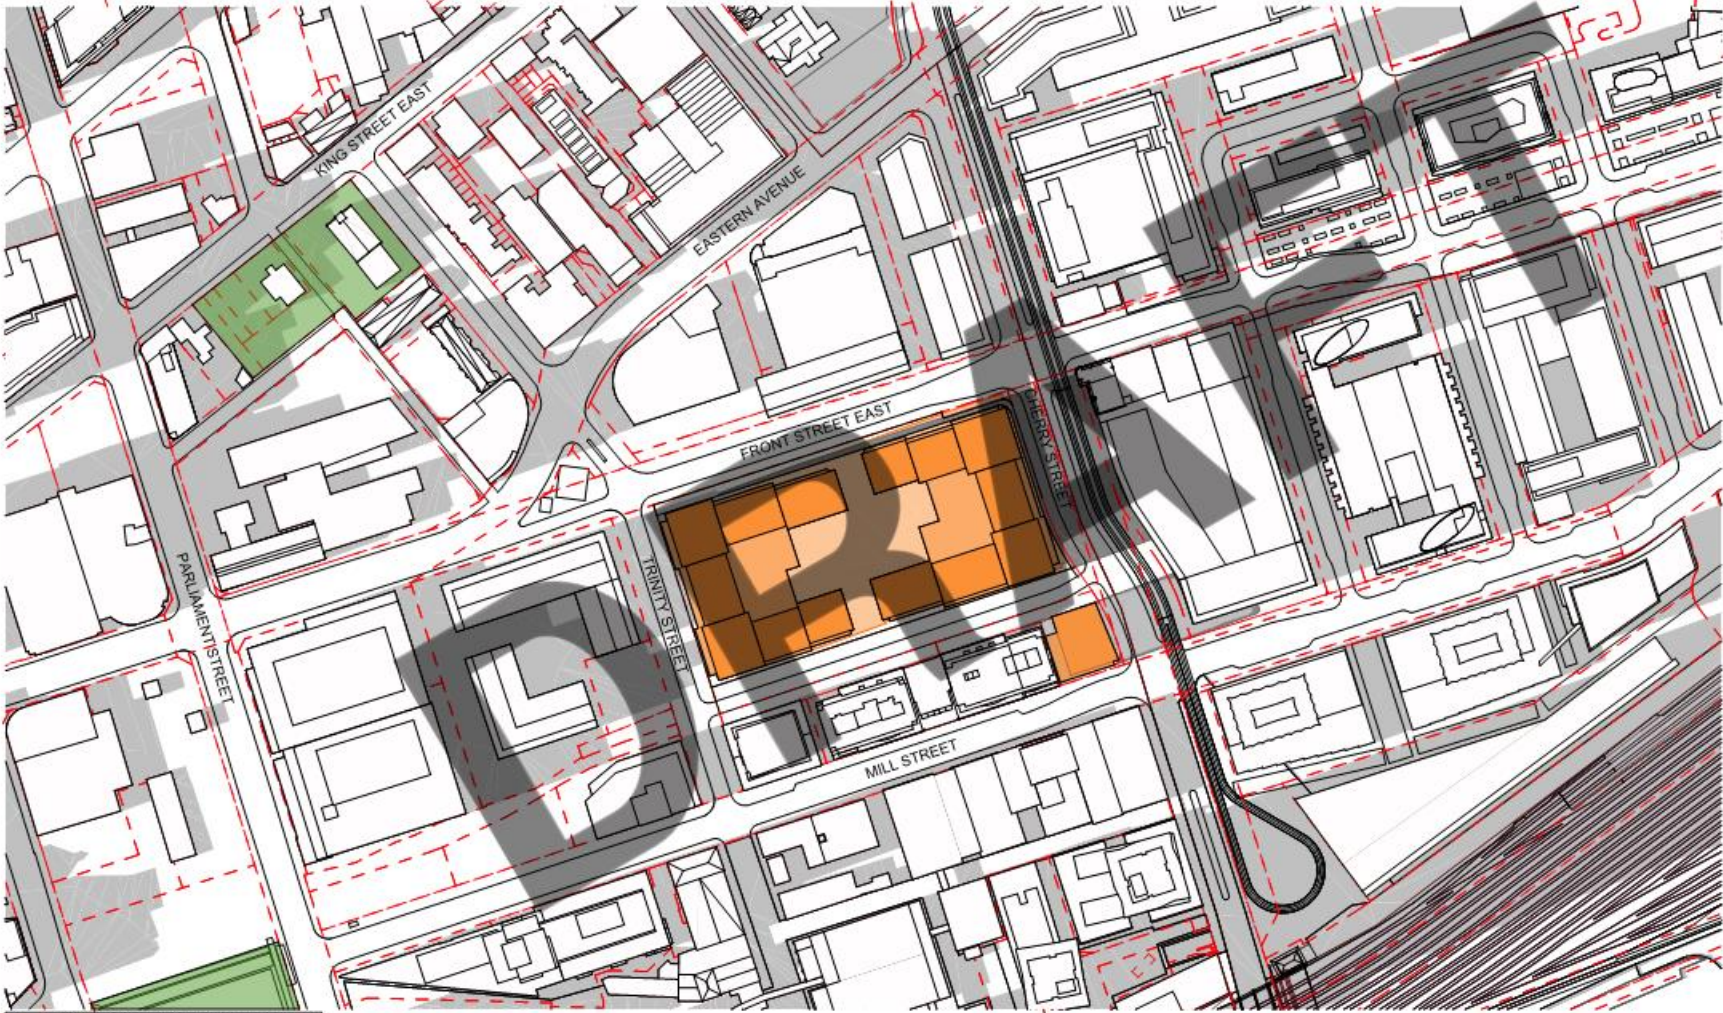 KING STREET EAST
EASTERN AVENUE
FRONT STREET EAST
CHERRY STREET
TRINITY STREET
PARLIAMENT STREET
MILL STREET
DRAFT